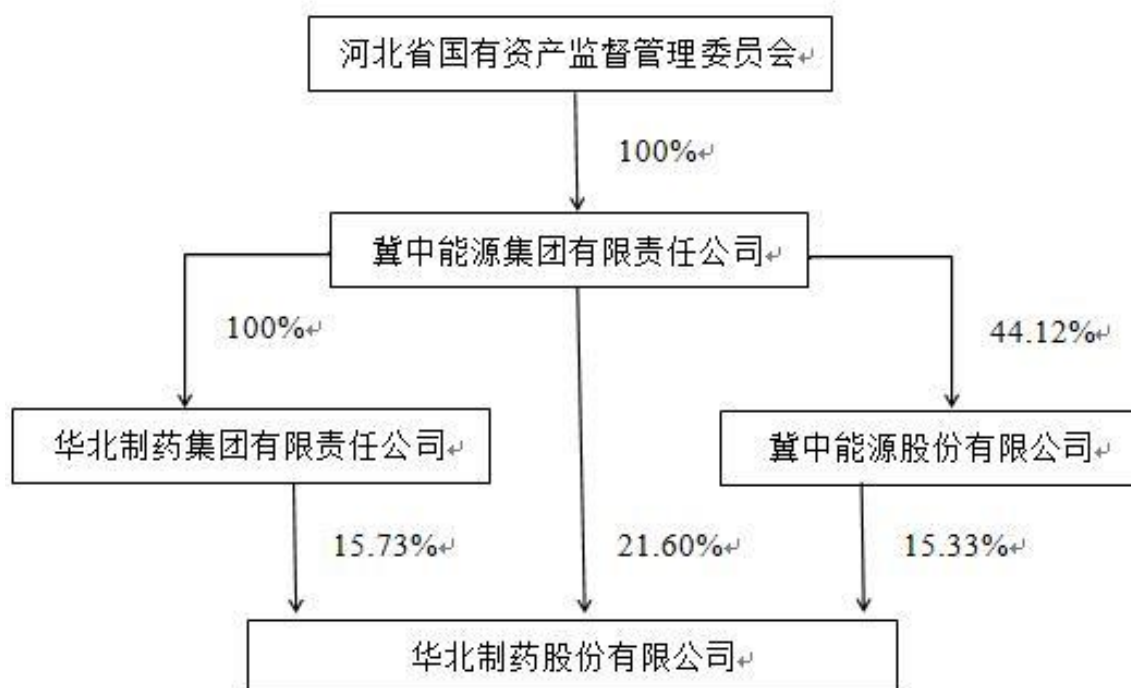 河北省国有资产监督管理委员会↵
100%↵
冀中能源集团有限责任公司↵
100%↵
44.12%↵
华北制药集团有限责任公司↵
冀中能源股份有限公司↵
15.73%↵
21.60%↵
15.33%↵
华北制药股份有限公司↵